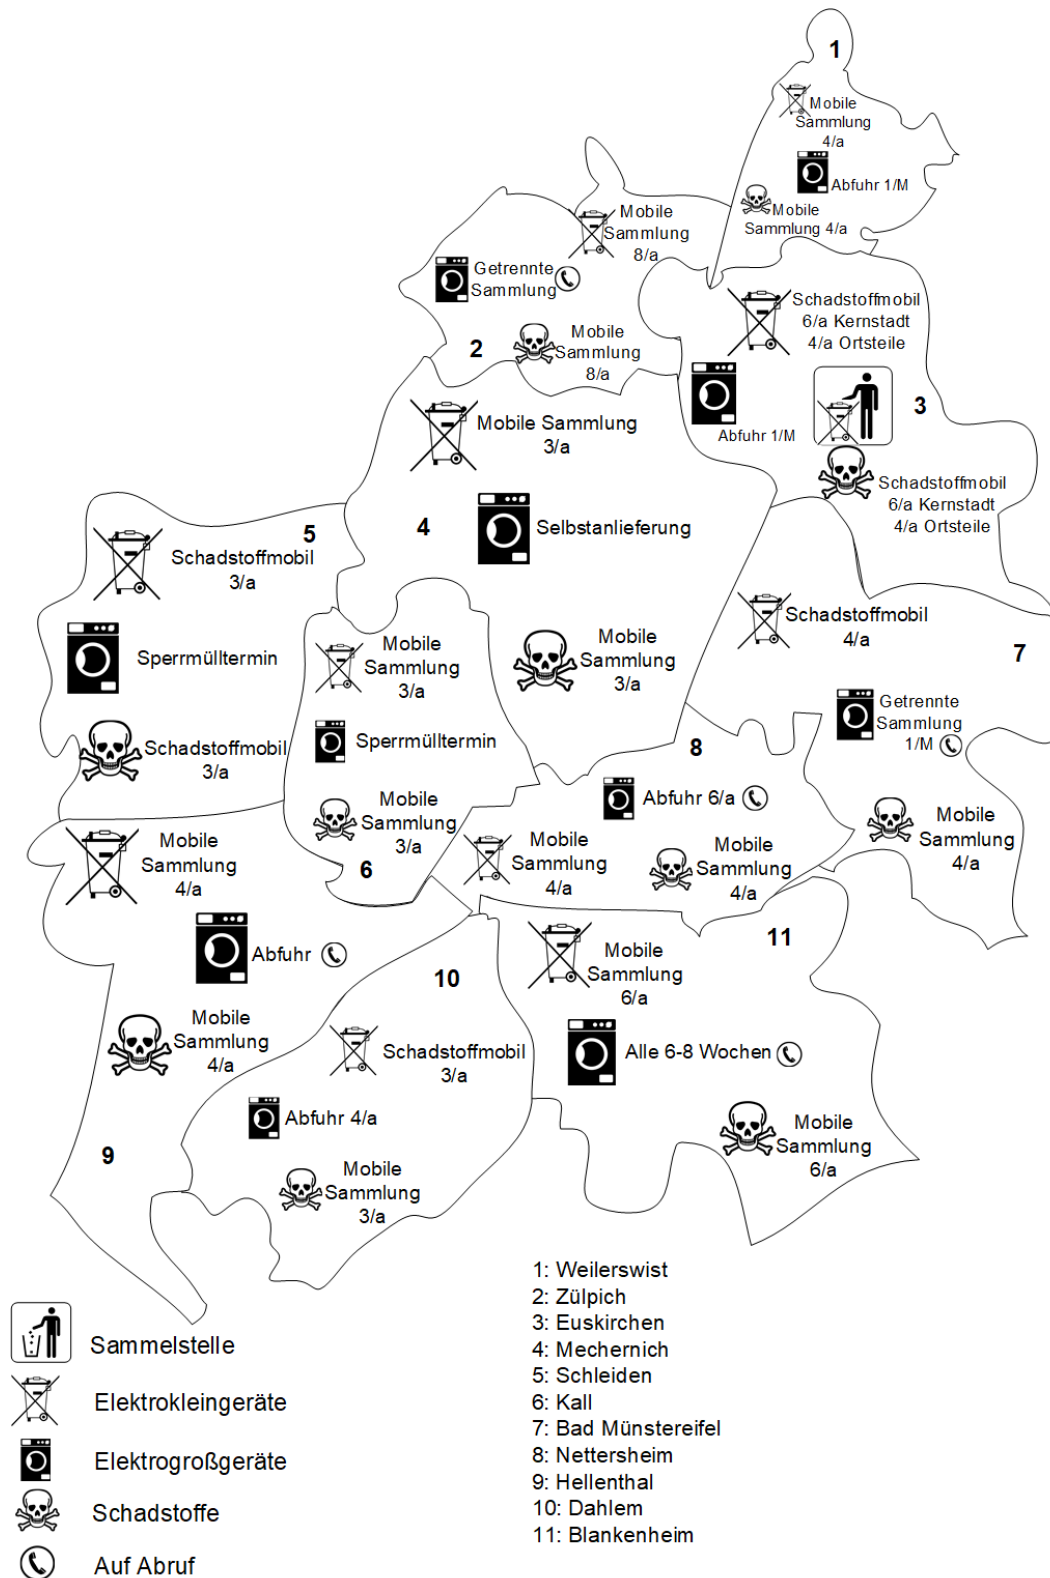 1
Mobile
Sammlung
4/a
Abfuhr 1/M
Mobile
Sammlung 4/a
Mobile
Sammlung
8/a
Getrennte
Sammlung
2
Mobile
Sammlung
8/a
Schadstoffmobil
6/a Kernstadt
4/a Ortsteile
3
Abfuhr 1/M
Schadstoffmobil
6/a Kernstadt
4/a Ortsteile
Mobile Sammlung
3/a
4
Selbstanlieferung
Mobile
Sammlung
3/a
5
Schadstoffmobil
3/a
Sperrmülltermin
Schadstoffmobil
3/a
Mobile
Sammlung
3/a
Sperrmülltermin
Mobile
Sammlung
3/a
6
Schadstoffmobil
4/a
7
Getrennte
Sammlung
1/M
Mobile
Sammlung
4/a
8
Abfuhr 6/a
Mobile
Sammlung
4/a
Mobile
Sammlung
4/a
Mobile
Sammlung
4/a
Abfuhr
Mobile
Sammlung
4/a
9
10
Schadstoffmobil
3/a
Abfuhr 4/a
Mobile
Sammlung
3/a
11
Mobile
Sammlung
6/a
Alle 6-8 Wochen
Mobile
Sammlung
6/a
Sammelstelle
Elektrokleingeräte
Elektrogroßgeräte
Schadstoffe
Auf Abruf
1: Weilerswist
2: Zülpich
3: Euskirchen
4: Mechernich
5: Schleiden
6: Kall
7: Bad Münstereifel
8: Nettersheim
9: Hellenthal
10: Dahlem
11: Blankenheim